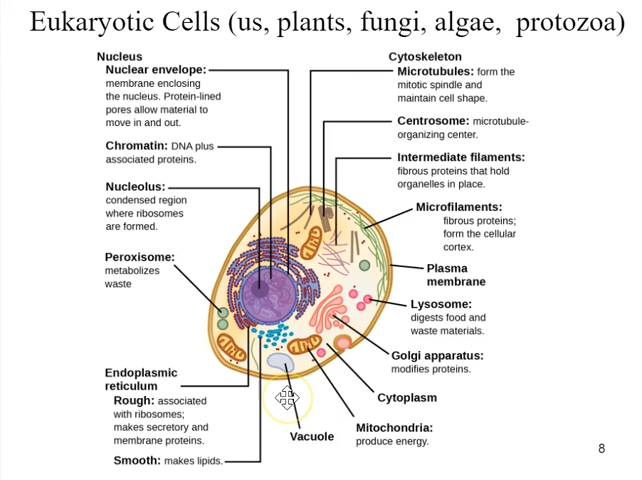 Eukaryotic Cells (us, plants, fungi, algae, protozoa)
Nucleus
Nuclear envelope:
membrane enclosing
the nucleus. Protein-lined
pores allow material to
move in and out.
Chromatin: DNA plus
associated proteins.
Nucleolus:
condensed region
where ribosomes
are formed.
Peroxisome:
metabolizes
waste
Endoplasmic
reticulum
Rough: associated
with ribosomes;
makes secretory and
membrane proteins.
Smooth: makes lipids.
Cytoskeleton
Microtubules: form the
mitotic spindle and
maintain cell shape.
Centrosome: microtubule-
organizing center.
Intermediate filaments:
fibrous proteins that hold
organelles in place.
Microfilaments:
fibrous proteins;
form the cellular
cortex.
Plasma
membrane
Lysosome:
digests food and
waste materials.
Golgi apparatus:
modifies proteins.
Cytoplasm
Mitochondria:
produce energy.
Vacuole
8